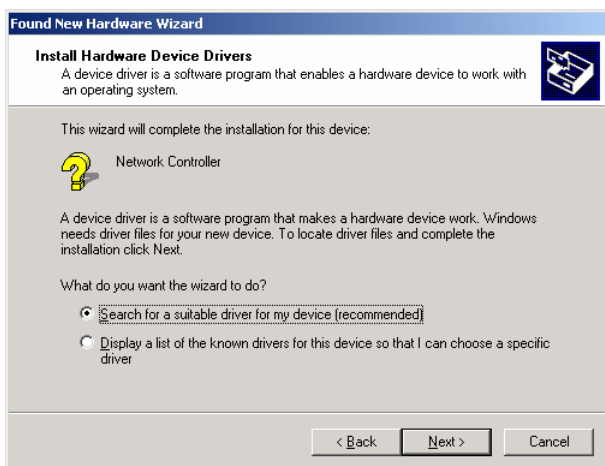 Found New Hardware Wizard
Install Hardware Device Drivers
A device driver is a software program that enables a hardware device to work with
an operating system.
This wizard will complete the installation for this device:
Network Controller
A device driver is a software program that makes a hardware device work. Windows
needs driver files for your new device. To locate driver files and complete the
installation click Next.
What do you want the wizard to do?
Search for a suitable driver for my device (recommended)
Display a list of the known drivers for this device so that I can choose a specific
driver
< Back
Next >
Cancel